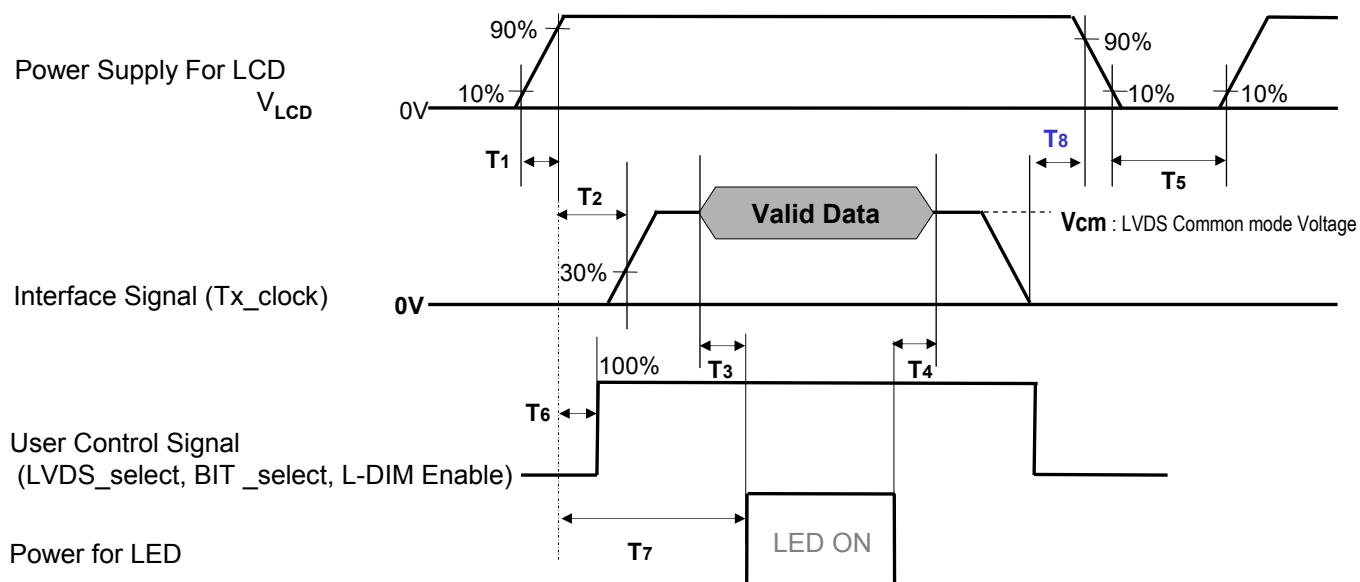 90%
90%
Power Supply For LCD
VLCD
10%
10%
10%
0V
T1
T8
T5
T2
Valid Data
Vcm : LVDS Common mode Voltage
30%
Interface Signal (Tx_clock)
0V
100%
T3
T4
T6
User Control Signal
(LVDS_select, BIT _select, L-DIM Enable)
T7
LED ON
Power for LED